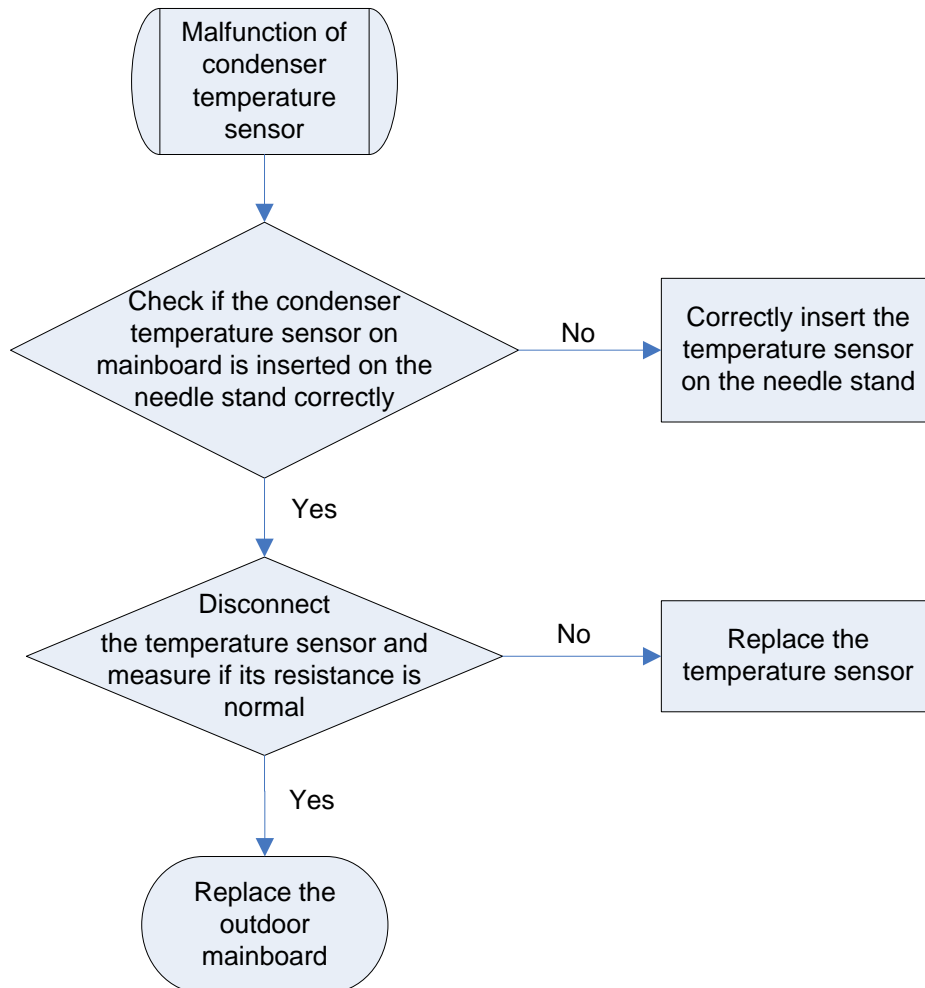 Malfunction of
condenser
temperature
sensor
Check if the condenser
temperature sensor on
mainboard is inserted on the
needle stand correctly
No
Correctly insert the
temperature sensor
on the needle stand
Yes
Disconnect
the temperature sensor and
measure if its resistance is
normal
No
Replace the
temperature sensor
Yes
Replace the
outdoor
mainboard